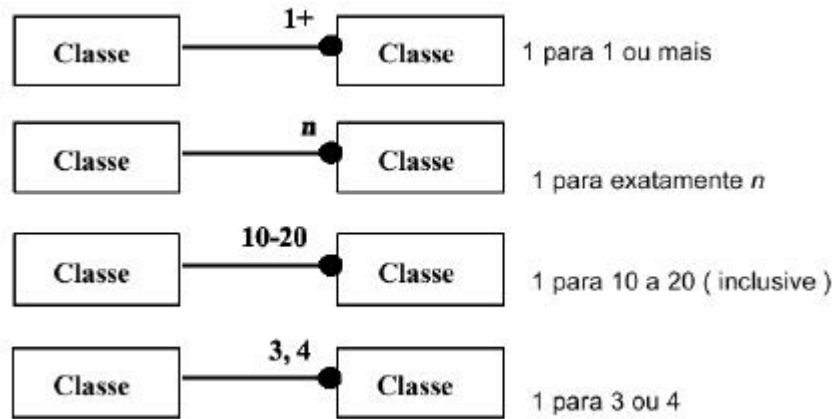 1+
Classe Classe 1 para 1 ou mais
n
Classe Classe 1 para exatamente n
10-20
Classe Classe 1 para 10 a 20 ( inclusive )
3, 4
Classe Classe 1 para 3 ou 4